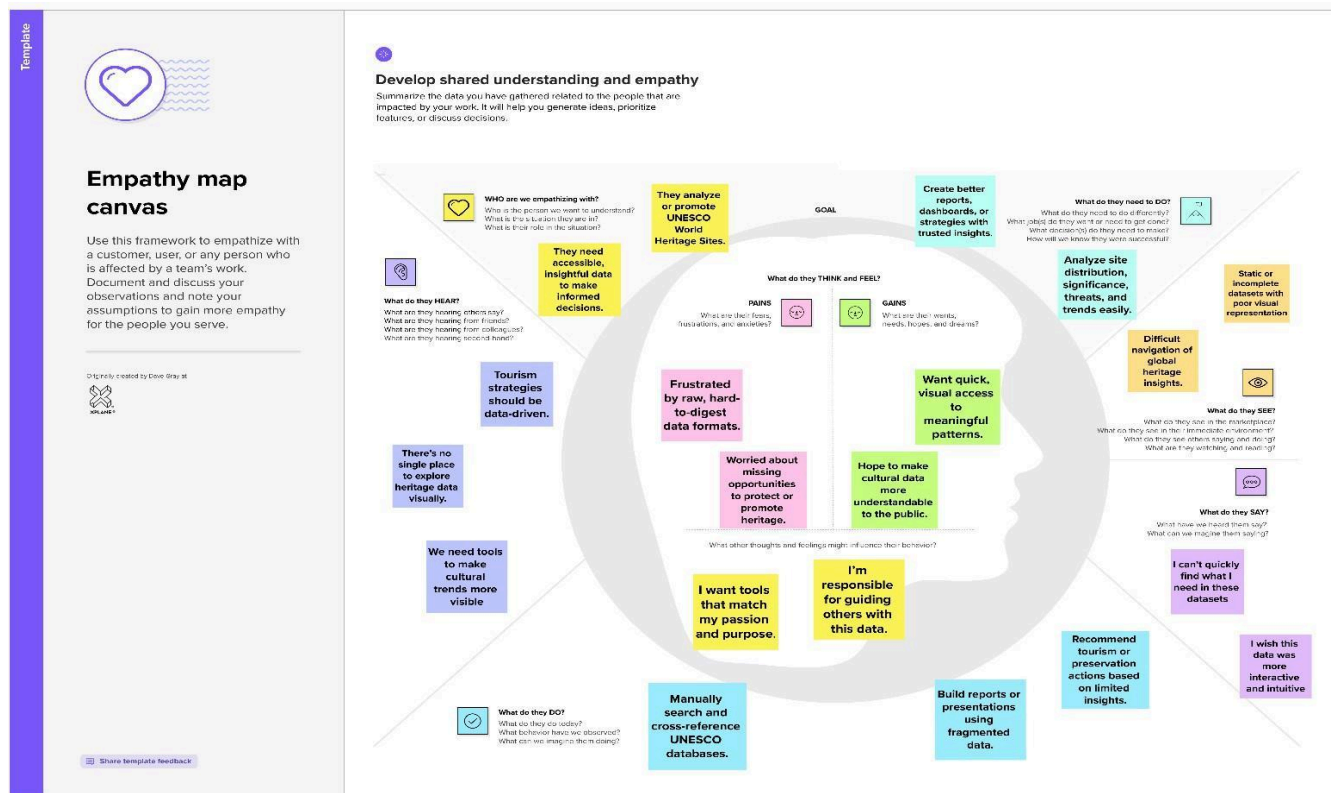 Template
Empathy map
canvas
Use this framework to empathize with
a customer, user, or any person who
is affected by a team's work.
Document and discuss your
observations and note your
assumptions to gain more empathy
for the people you serve.
Originally created by Dave Gray at
XPLANE
Share template feedback
Develop shared understanding and empathy
Summarize the data you have gathered related to the people that are
impacted by your work. It will help you generate ideas, prioritize
features, or discuss decisions.
WHO are we empathizing with?
Who is the person we want to understand?
What is the situation they are in?
What is their role in the situation?
They analyze
or promote
UNESCO
World
Heritage Sites.
They need
accessible,
insightful data
to make
informed
decisions.
GOAL
Create better
reports,
dashboards, or
strategies with
trusted insights.
What do they need to DO?
What do they need to do differently?
What job(s) do they want or need to get done?
What decision(s) do they need to make?
How will we know they were successful?
Analyze site
distribution,
significance,
threats, and
trends easily.
What do they HEAR?
What are they hearing others say?
What are they hearing from friends?
What are they hearing from colleagues?
What are they hearing second-hand?
Tourism
strategies
should be
data-driven.
There's no
single place
to explore
heritage data
visually.
We need tools
to make
cultural
trends more
visible
What do they THINK and FEEL?
PAINS
What are their fears,
frustrations, and anxieties?
GAINS
What are their wants,
needs, hopes, and dreams?
Frustrated
by raw, hard-
to-digest
data formats.
Worried about
missing
opportunities
to protect or
promote
heritage.
Want quick,
visual access
to
meaningful
patterns.
Hope to make
cultural data
more
understandable
to the public.
What other thoughts and feelings might influence their behavior?
I want tools
that match
my passion
and purpose.
I'm
responsible
for guiding
others with
this data.
Static or
incomplete
datasets with
poor visual
representation
Difficult
navigation of
global
heritage
insights.
What do they SEE?
What do they see in the marketplace?
What do they see in their immediate environment?
What do they see others saying and doing?
What are they watching and reading?
What do they SAY?
What have we heard them say?
What can we imagine them saying?
I can't quickly
find what I
need in these
datasets
I wish this
data was
more
interactive
and intuitive
What do they DO?
What do they do today?
What behavior have we observed?
What can we imagine them doing?
Manually
search and
cross-reference
UNESCO
databases.
Build reports or
presentations
using
fragmented
data.
Recommend
tourism or
preservation
actions based
on limited
insights.